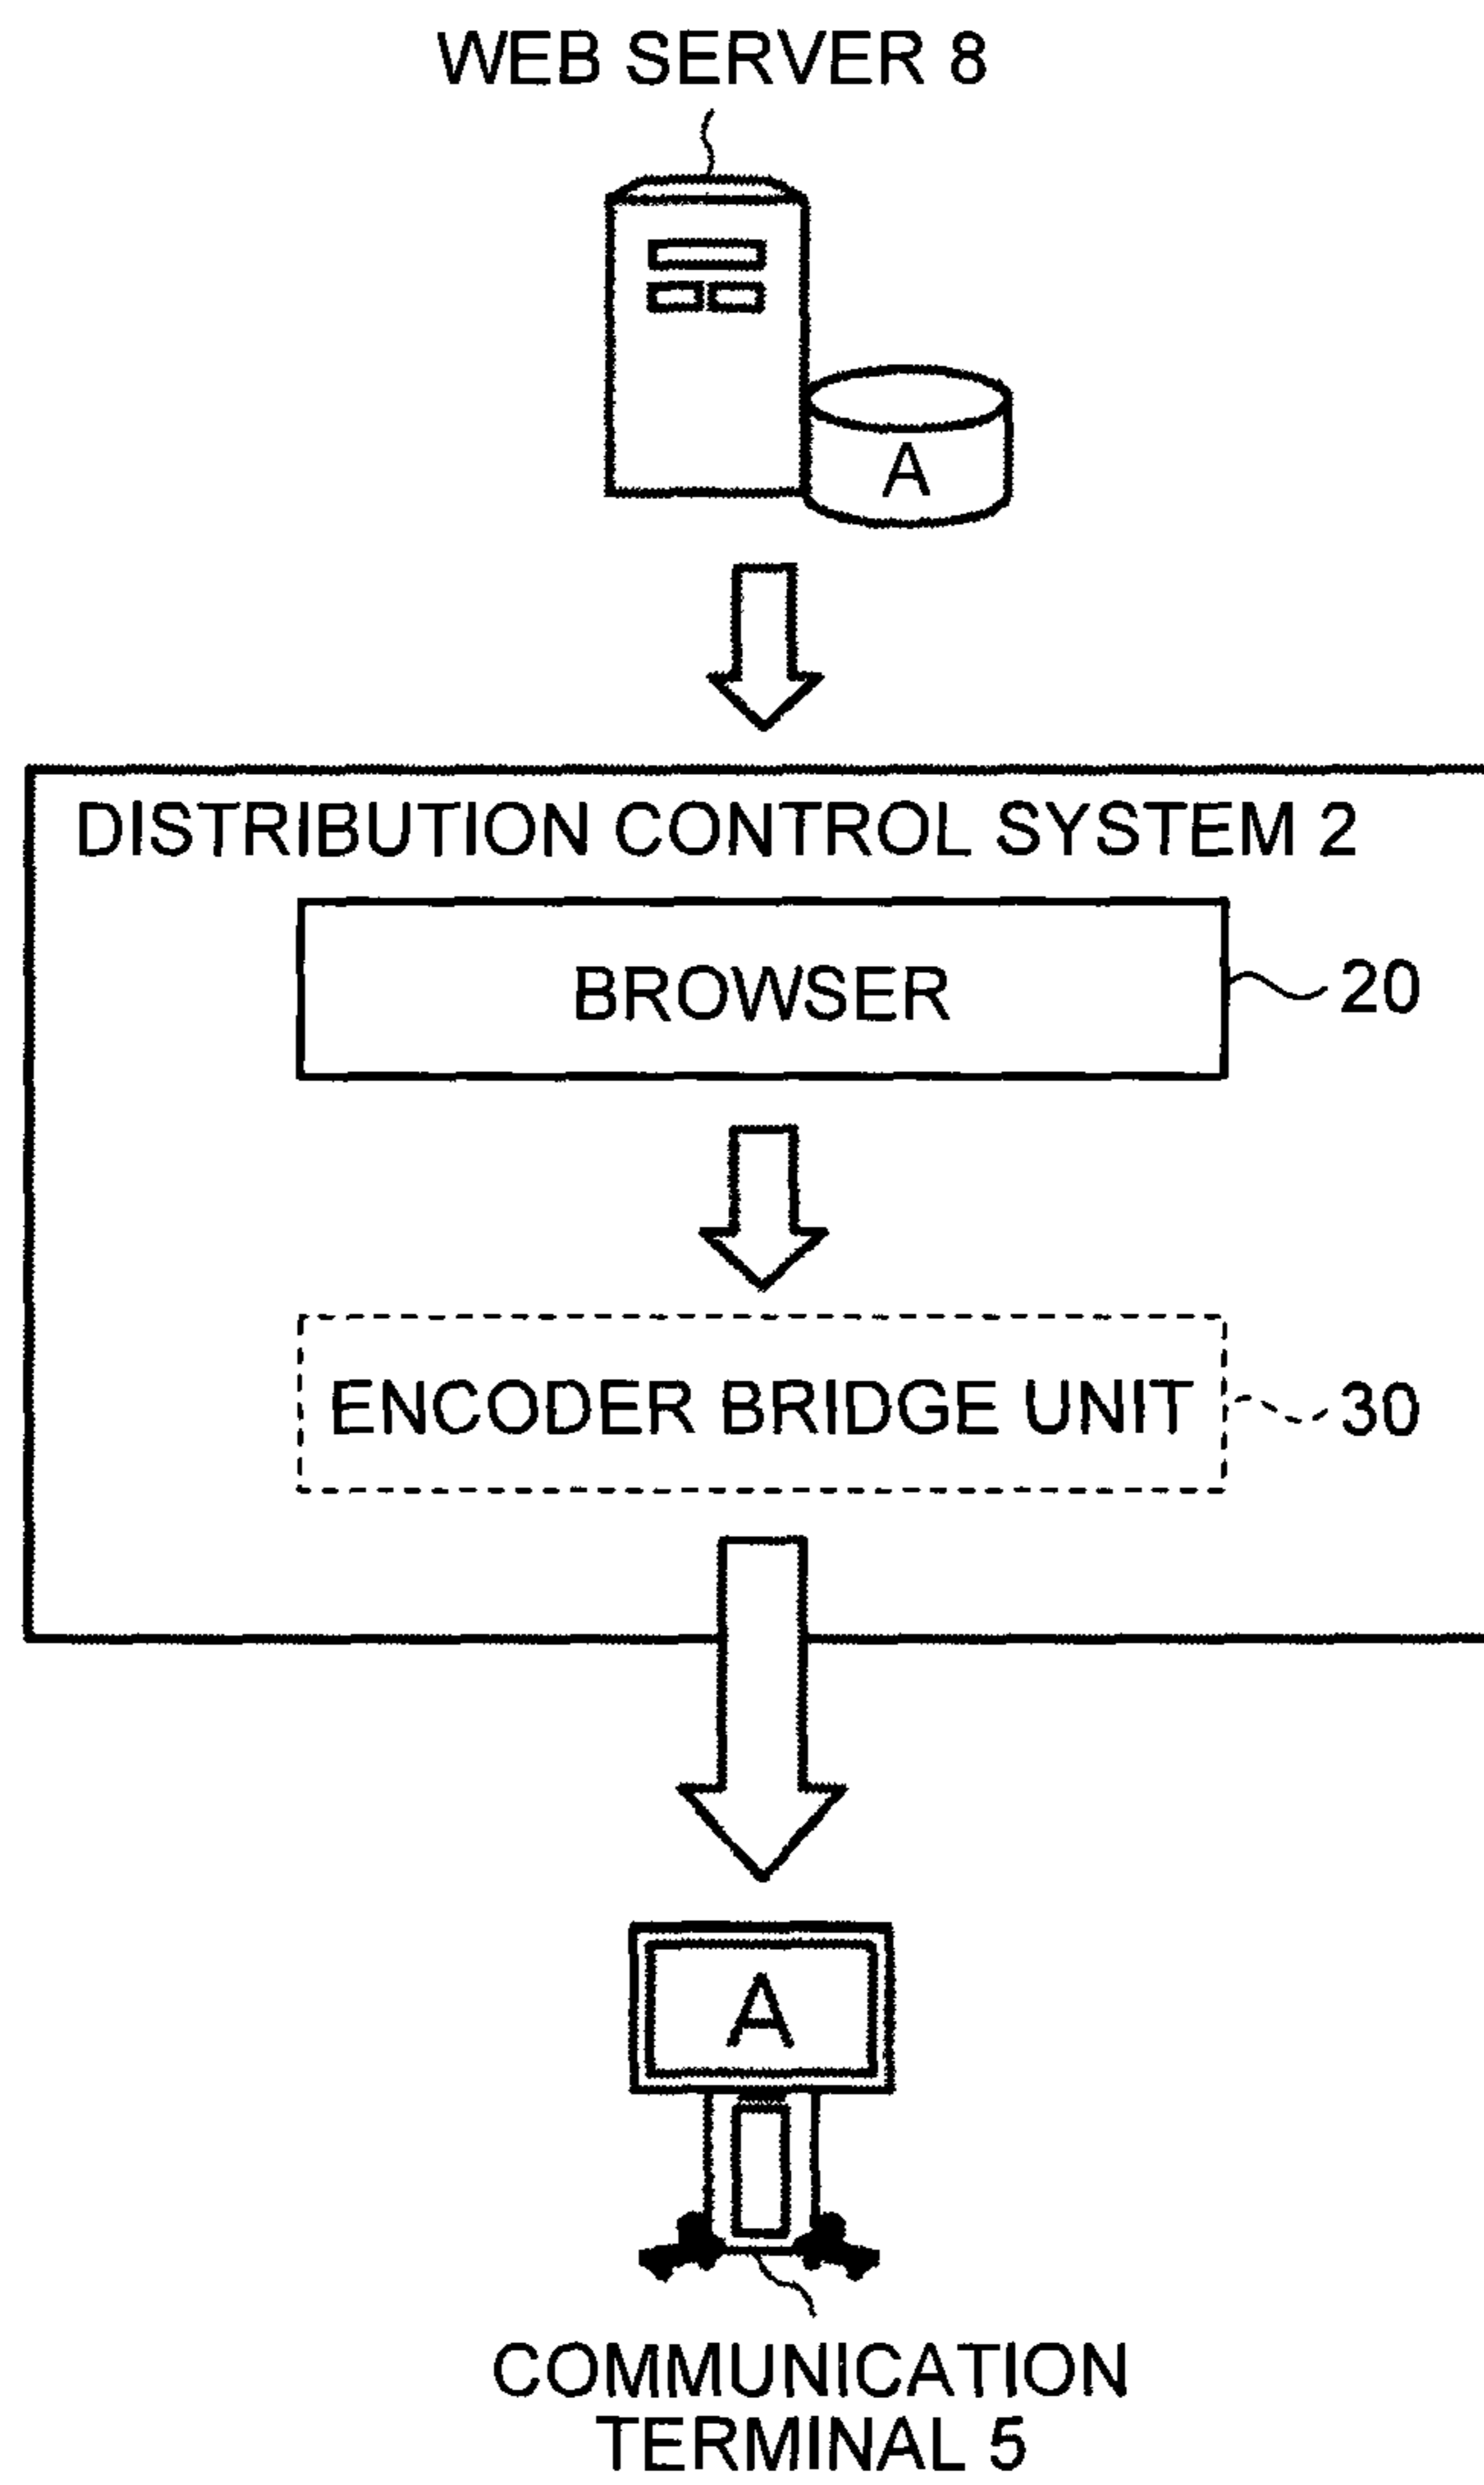 WEB SERVER 8
A
DISTRIBUTION CONTROL SYSTEM 2
BROWSER
20
ENCODER BRIDGE UNIT
30
A
COMMUNICATION
TERMINAL 5